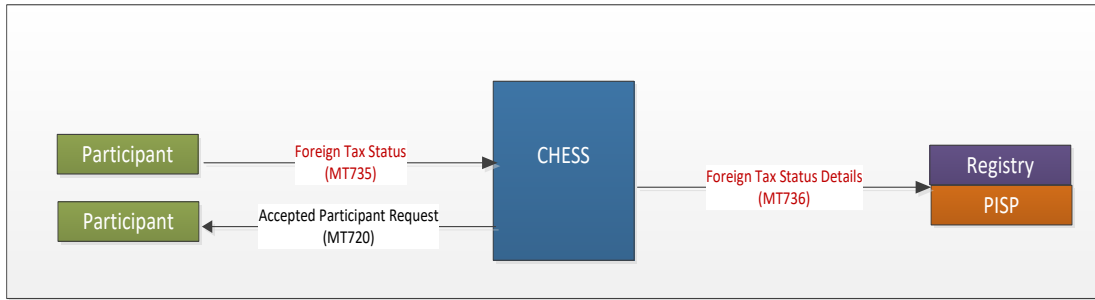 Participant
Foreign Tax Status
(MT735)
CHESS
Participant
Accepted Participant Request
(MT720)
Foreign Tax Status Details
(MT736)
Registry
PISP